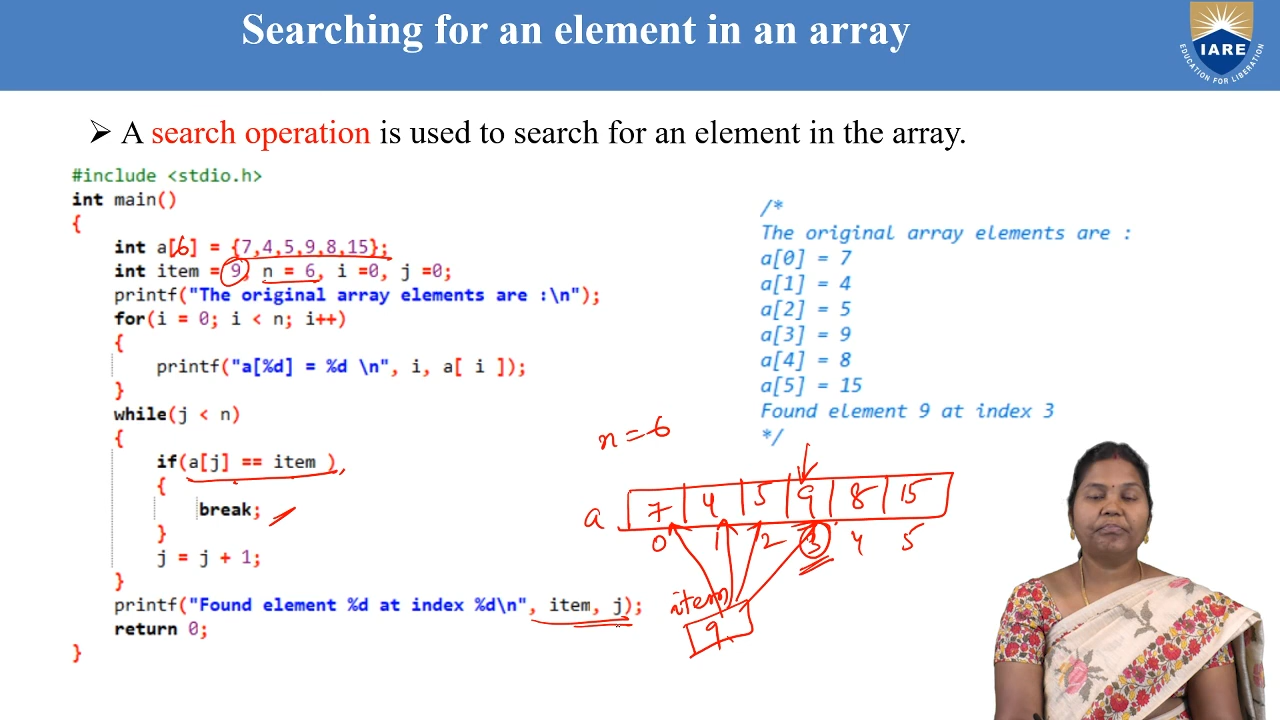 Searching for an element in an array
IARE
EDUCATION FOR LIBERATION
➢ A search operation is used to search for an element in the array.
#include <stdio.h>
int main()
{
int a[6] = {7,4,5,9,8,15};
int item = 9, n = 6, i =0, j =0;
printf("The original array elements are :\n");
for(i = 0; i < n; i++)
{
printf("a[%d] = %d \n", i, a[ i ]);
}
while(j < n)
{
if(a[j] == item )
{
break;
}
j = j + 1;
}
printf("Found element %d at index %d\n", item, j);
return 0;
}
/*
The original array elements are :
a[0] = 7
a[1] = 4
a[2] = 5
a[3] = 9
a[4] = 8
a[5] = 15
Found element 9 at index 3
*/
n = 6
a 7 4 5 9 8 15
0 1 2 3 4 5
item
9